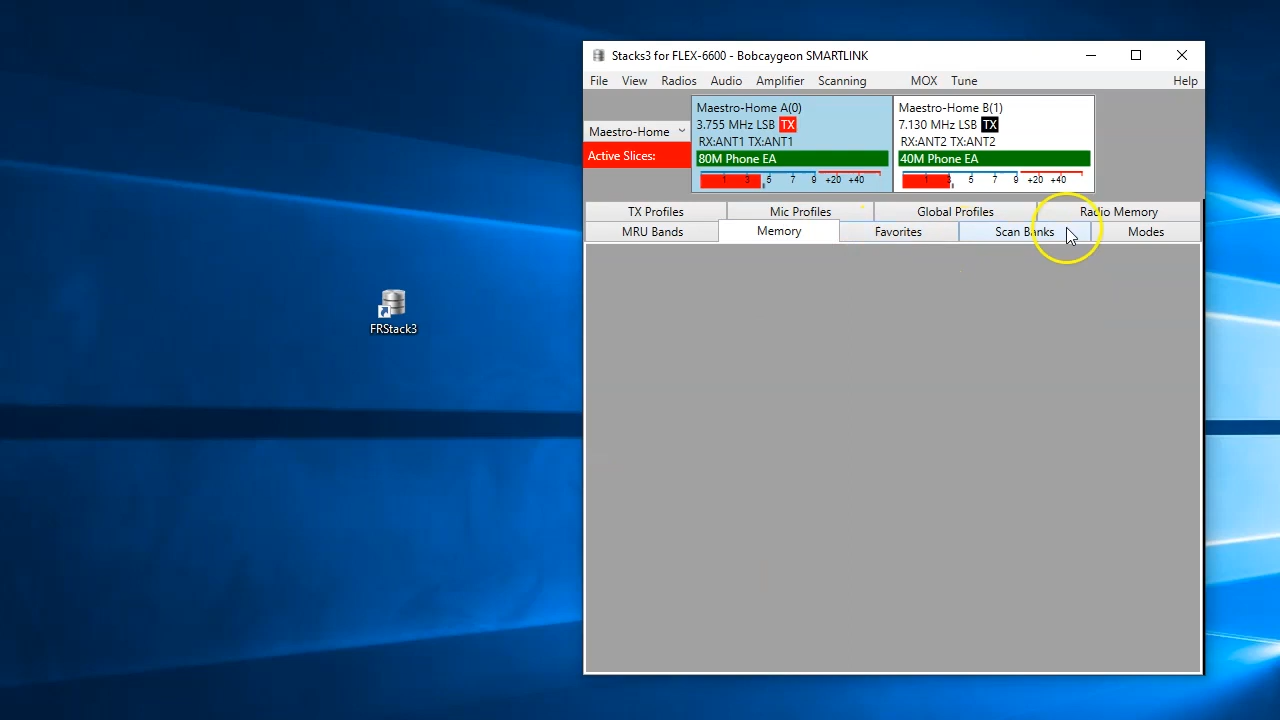 Stacks3 for FLEX-6600 - Bobcaygeon SMARTLINK
File View Radios Audio Amplifier Scanning MOX Tune Help
Maestro-Home
Active Slices:
Maestro-Home A(0)
3.755 MHz LSB TX
RX:ANT1 TX:ANT1
80M Phone EA
1 3 5 7 9 +20 +40
Maestro-Home B(1)
7.130 MHz LSB TX
RX:ANT2 TX:ANT2
40M Phone EA
1 3 5 7 9 +20 +40
TX Profiles Mic Profiles Global Profiles Radio Memory
MRU Bands Memory Favorites Scan Banks Modes
FRStack3